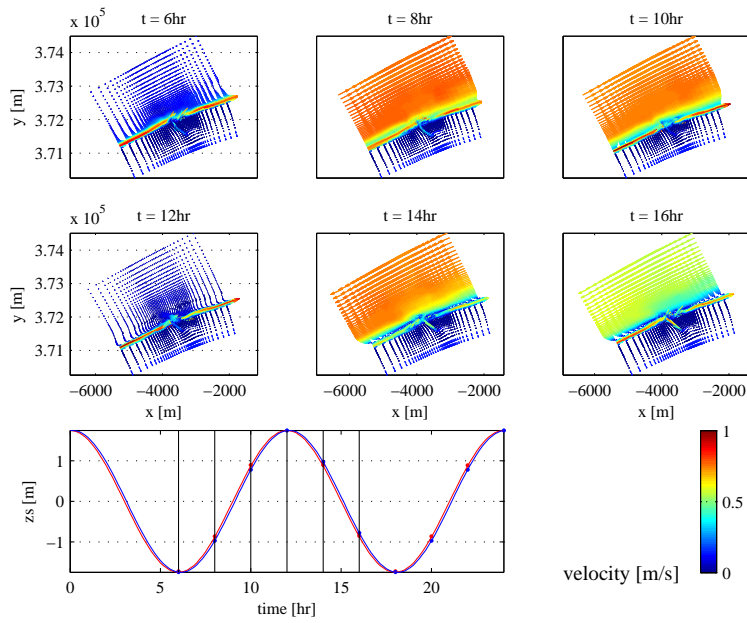 x 10^5 t = 6hr t = 8hr t = 10hr
3.74
3.73
3.72
3.71
y [m]
x 10^5 t = 12hr t = 14hr t = 16hr
3.74
3.73
3.72
3.71
y [m]
−6000 −4000 −2000 −6000 −4000 −2000 −6000 −4000 −2000
x [m] x [m] x [m]
1
0
−1
zs [m]
0 5 10 15 20
time [hr]
1
0.5
0
velocity [m/s]